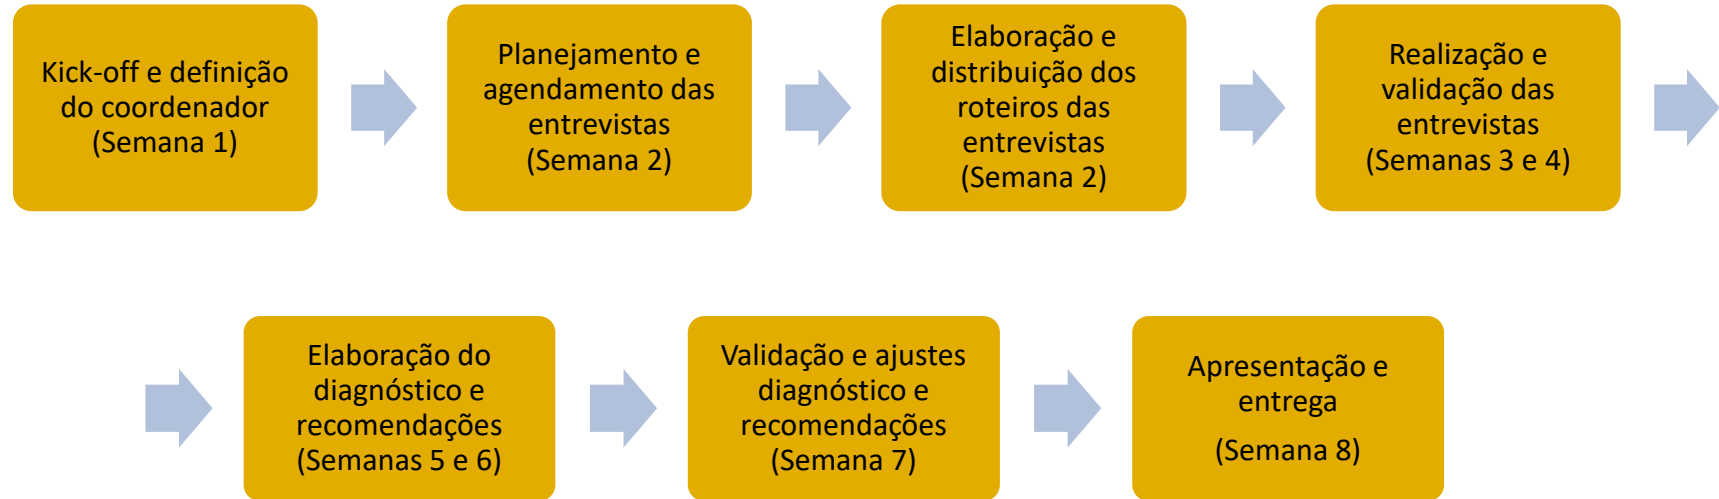 Kick-off e definição
do coordenador
(Semana 1)
Planejamento e
agendamento das
entrevistas
(Semana 2)
Elaboração e
distribuição dos
roteiros das
entrevistas
(Semana 2)
Realização e
validação das
entrevistas
(Semanas 3 e 4)
Elaboração do
diagnóstico e
recomendações
(Semanas 5 e 6)
Validação e ajustes
diagnóstico e
recomendações
(Semana 7)
Apresentação e
entrega
(Semana 8)